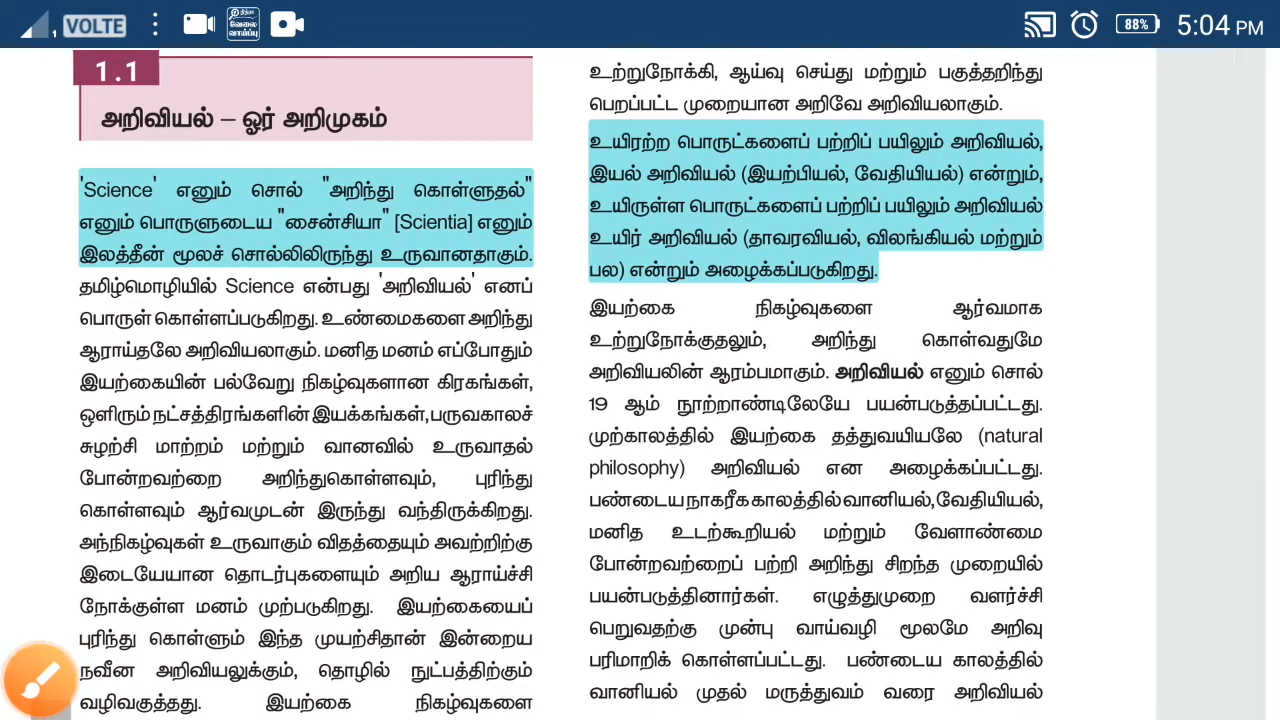 1 VOLTE
வேலை
வாய்ப்பு
88%
5:04 PM
1.1
அறிவியல் – ஓர் அறிமுகம்
'Science' எனும் சொல் "அறிந்து கொள்ளுதல்"
எனும் பொருளுடைய "சைன்சியா" [Scientia] எனும்
இலத்தீன் மூலச் சொல்லிலிருந்து உருவானதாகும்.
தமிழ்மொழியில் Science என்பது 'அறிவியல்' எனப்
பொருள் கொள்ளப்படுகிறது. உண்மைகளை அறிந்து
ஆராய்தலே அறிவியலாகும். மனித மனம் எப்போதும்
இயற்கையின் பல்வேறு நிகழ்வுகளான கிரகங்கள்,
ஒளிரும் நட்சத்திரங்களின் இயக்கங்கள், பருவகாலச்
சுழற்சி மாற்றம் மற்றும் வானவில் உருவாதல்
போன்றவற்றை அறிந்துகொள்ளவும், புரிந்து
கொள்ளவும் ஆர்வமுடன் இருந்து வந்திருக்கிறது.
அந்நிகழ்வுகள் உருவாகும் விதத்தையும் அவற்றிற்கு
இடையேயான தொடர்புகளையும் அறிய ஆராய்ச்சி
நோக்குள்ள மனம் முற்படுகிறது. இயற்கையைப்
புரிந்து கொள்ளும் இந்த முயற்சிதான் இன்றைய
நவீன அறிவியலுக்கும், தொழில் நுட்பத்திற்கும்
வழிவகுத்தது. இயற்கை நிகழ்வுகளை
உற்றுநோக்கி, ஆய்வு செய்து மற்றும் பகுத்தறிந்து
பெறப்பட்ட முறையான அறிவே அறிவியலாகும்.
உயிரற்ற பொருட்களைப் பற்றிப் பயிலும் அறிவியல்,
இயல் அறிவியல் (இயற்பியல், வேதியியல்) என்றும்,
உயிருள்ள பொருட்களைப் பற்றிப் பயிலும் அறிவியல்
உயிர் அறிவியல் (தாவரவியல், விலங்கியல் மற்றும்
பல) என்றும் அழைக்கப்படுகிறது.
இயற்கை நிகழ்வுகளை ஆர்வமாக
உற்றுநோக்குதலும், அறிந்து கொள்வதுமே
அறிவியலின் ஆரம்பமாகும். அறிவியல் எனும் சொல்
19 ஆம் நூற்றாண்டிலேயே பயன்படுத்தப்பட்டது.
முற்காலத்தில் இயற்கை தத்துவயியலே (natural
philosophy) அறிவியல் என அழைக்கப்பட்டது.
பண்டைய நாகரீக காலத்தில் வானியல், வேதியியல்,
மனித உடற்கூறியல் மற்றும் வேளாண்மை
போன்றவற்றைப் பற்றி அறிந்து சிறந்த முறையில்
பயன்படுத்தினார்கள். எழுத்துமுறை வளர்ச்சி
பெறுவதற்கு முன்பு வாய்வழி மூலமே அறிவு
பரிமாறிக் கொள்ளப்பட்டது. பண்டைய காலத்தில்
வானியல் முதல் மருத்துவம் வரை அறிவியல்